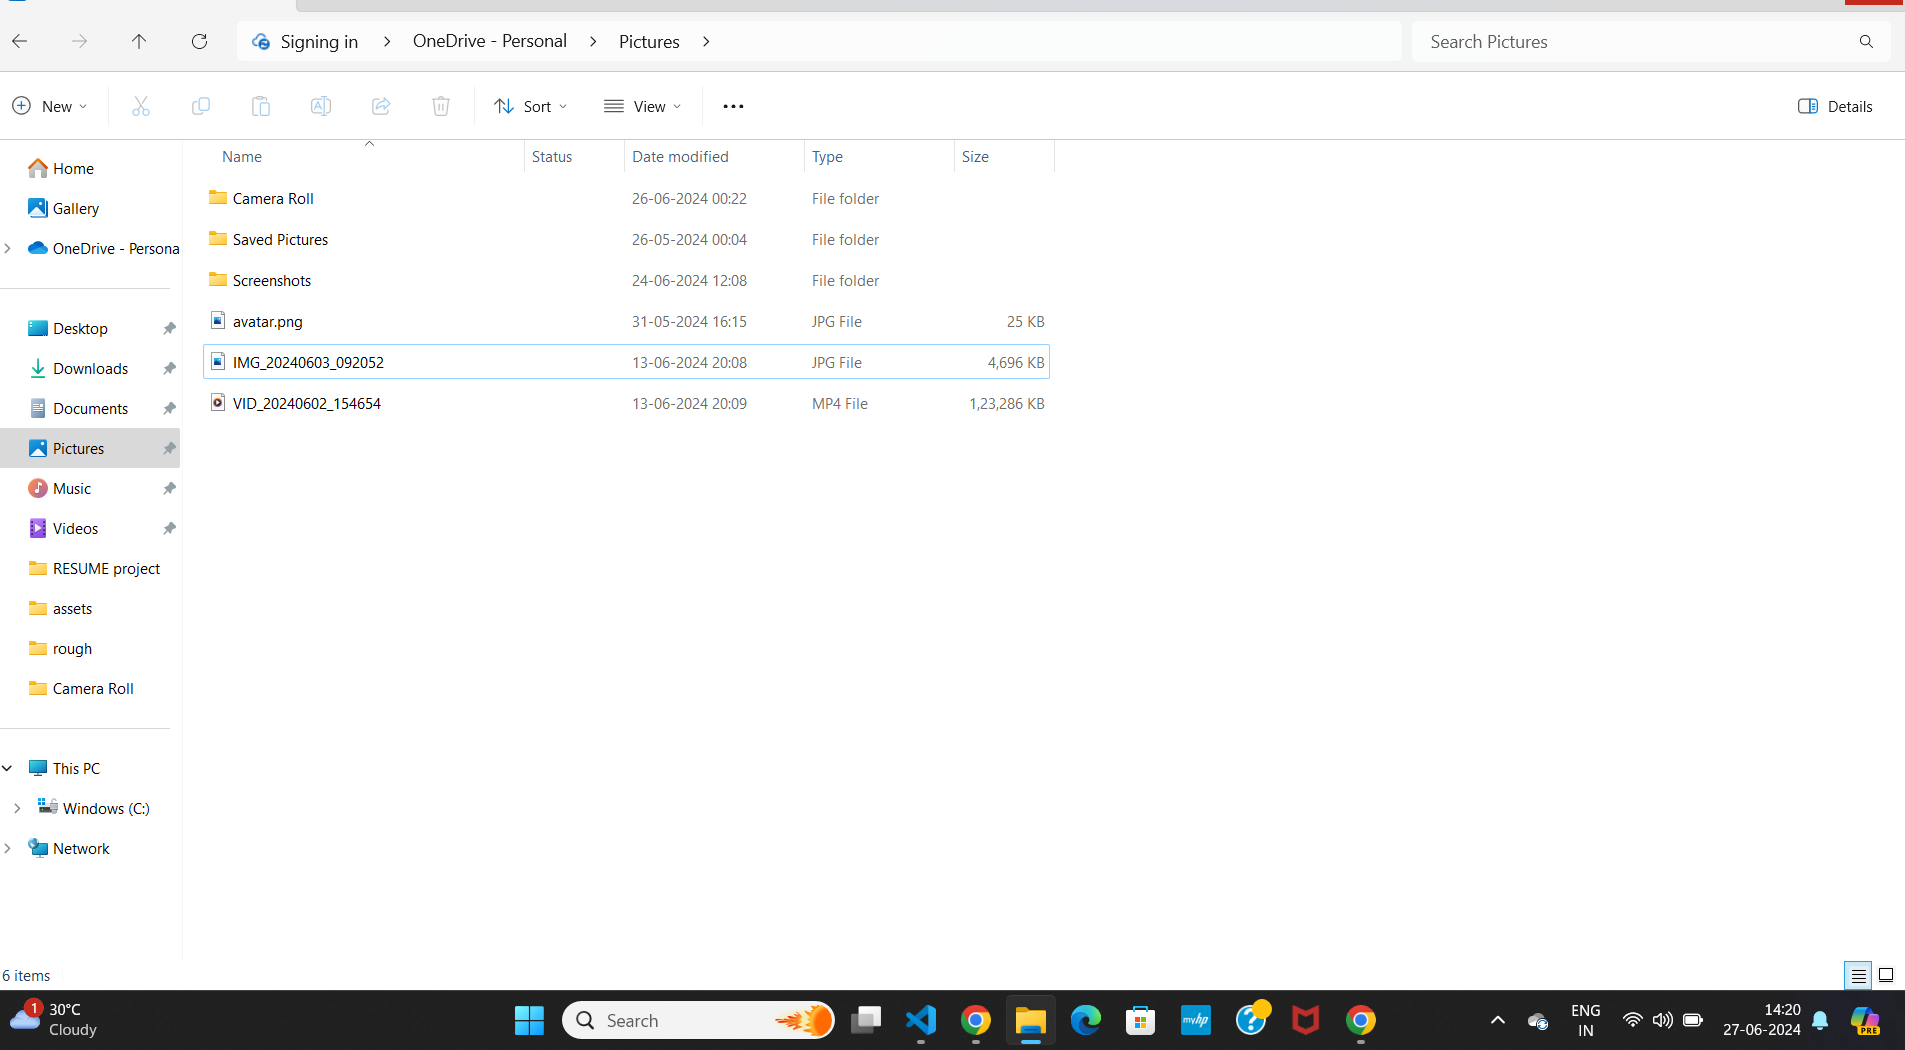 Signing in > OneDrive - Personal > Pictures >
Search Pictures
New
Sort
View
Details
Name Status Date modified Type Size
Camera Roll 26-06-2024 00:22 File folder
Saved Pictures 26-05-2024 00:04 File folder
Screenshots 24-06-2024 12:08 File folder
avatar.png 31-05-2024 16:15 JPG File 25 KB
IMG_20240603_092052 13-06-2024 20:08 JPG File 4,696 KB
VID_20240602_154654 13-06-2024 20:09 MP4 File 1,23,286 KB
Home
Gallery
OneDrive - Persona
Desktop
Downloads
Documents
Pictures
Music
Videos
RESUME project
assets
rough
Camera Roll
This PC
Windows (C:)
Network
6 items
1
30°C
Cloudy
Search
myhp
ENG
IN
14:20
27-06-2024
PRE